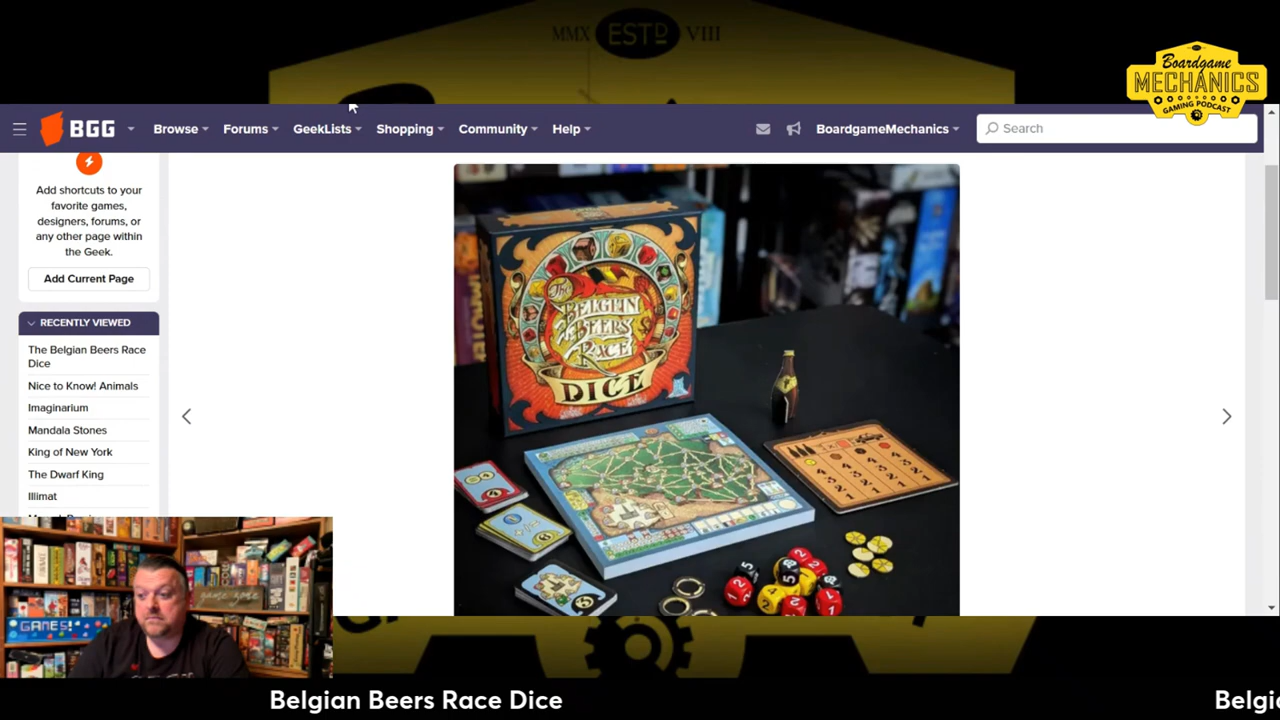 MMX ESTD VIII
Boardgame
MECHANICS
GAMING PODCAST
BGG
Browse
Forums
GeekLists
Shopping
Community
Help
BoardgameMechanics
Search
Add shortcuts to your
favorite games,
designers, forums, or
any other page within
the Geek.
Add Current Page
RECENTLY VIEWED
The Belgian Beers Race
Dice
Nice to Know! Animals
Imaginarium
Mandala Stones
King of New York
The Dwarf King
Illimat
The
BELGIAN
BEERS
RACE
DICE
GAMES!
game gone
Belgian Beers Race Dice
Belgi